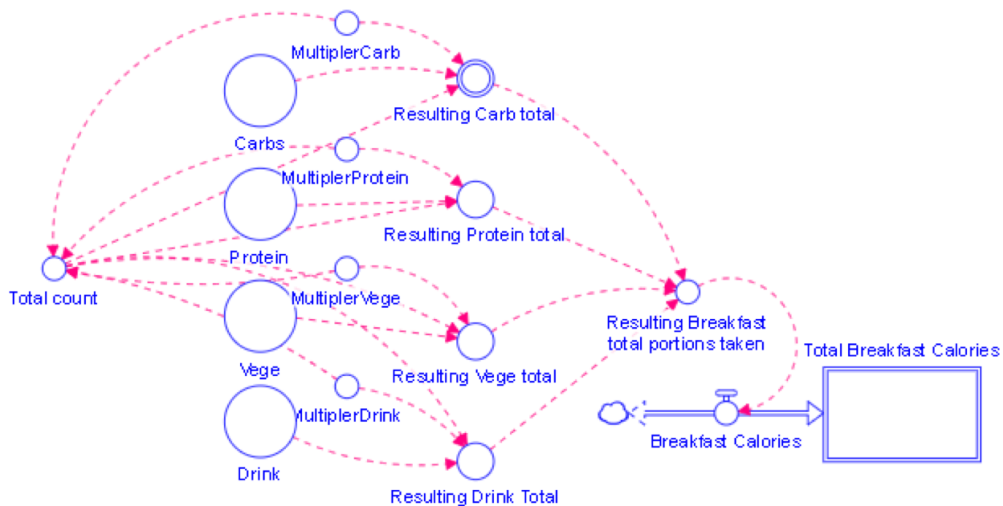 MultiplerCarb
Resulting Carb total
Carbs
MultiplerProtein
Resulting Protein total
Protein
Total count
MultiplerVege
Resulting Breakfast
total portions taken
Total Breakfast Calories
Vege
Resulting Vege total
MultiplerDrink
Breakfast Calories
Drink
Resulting Drink Total